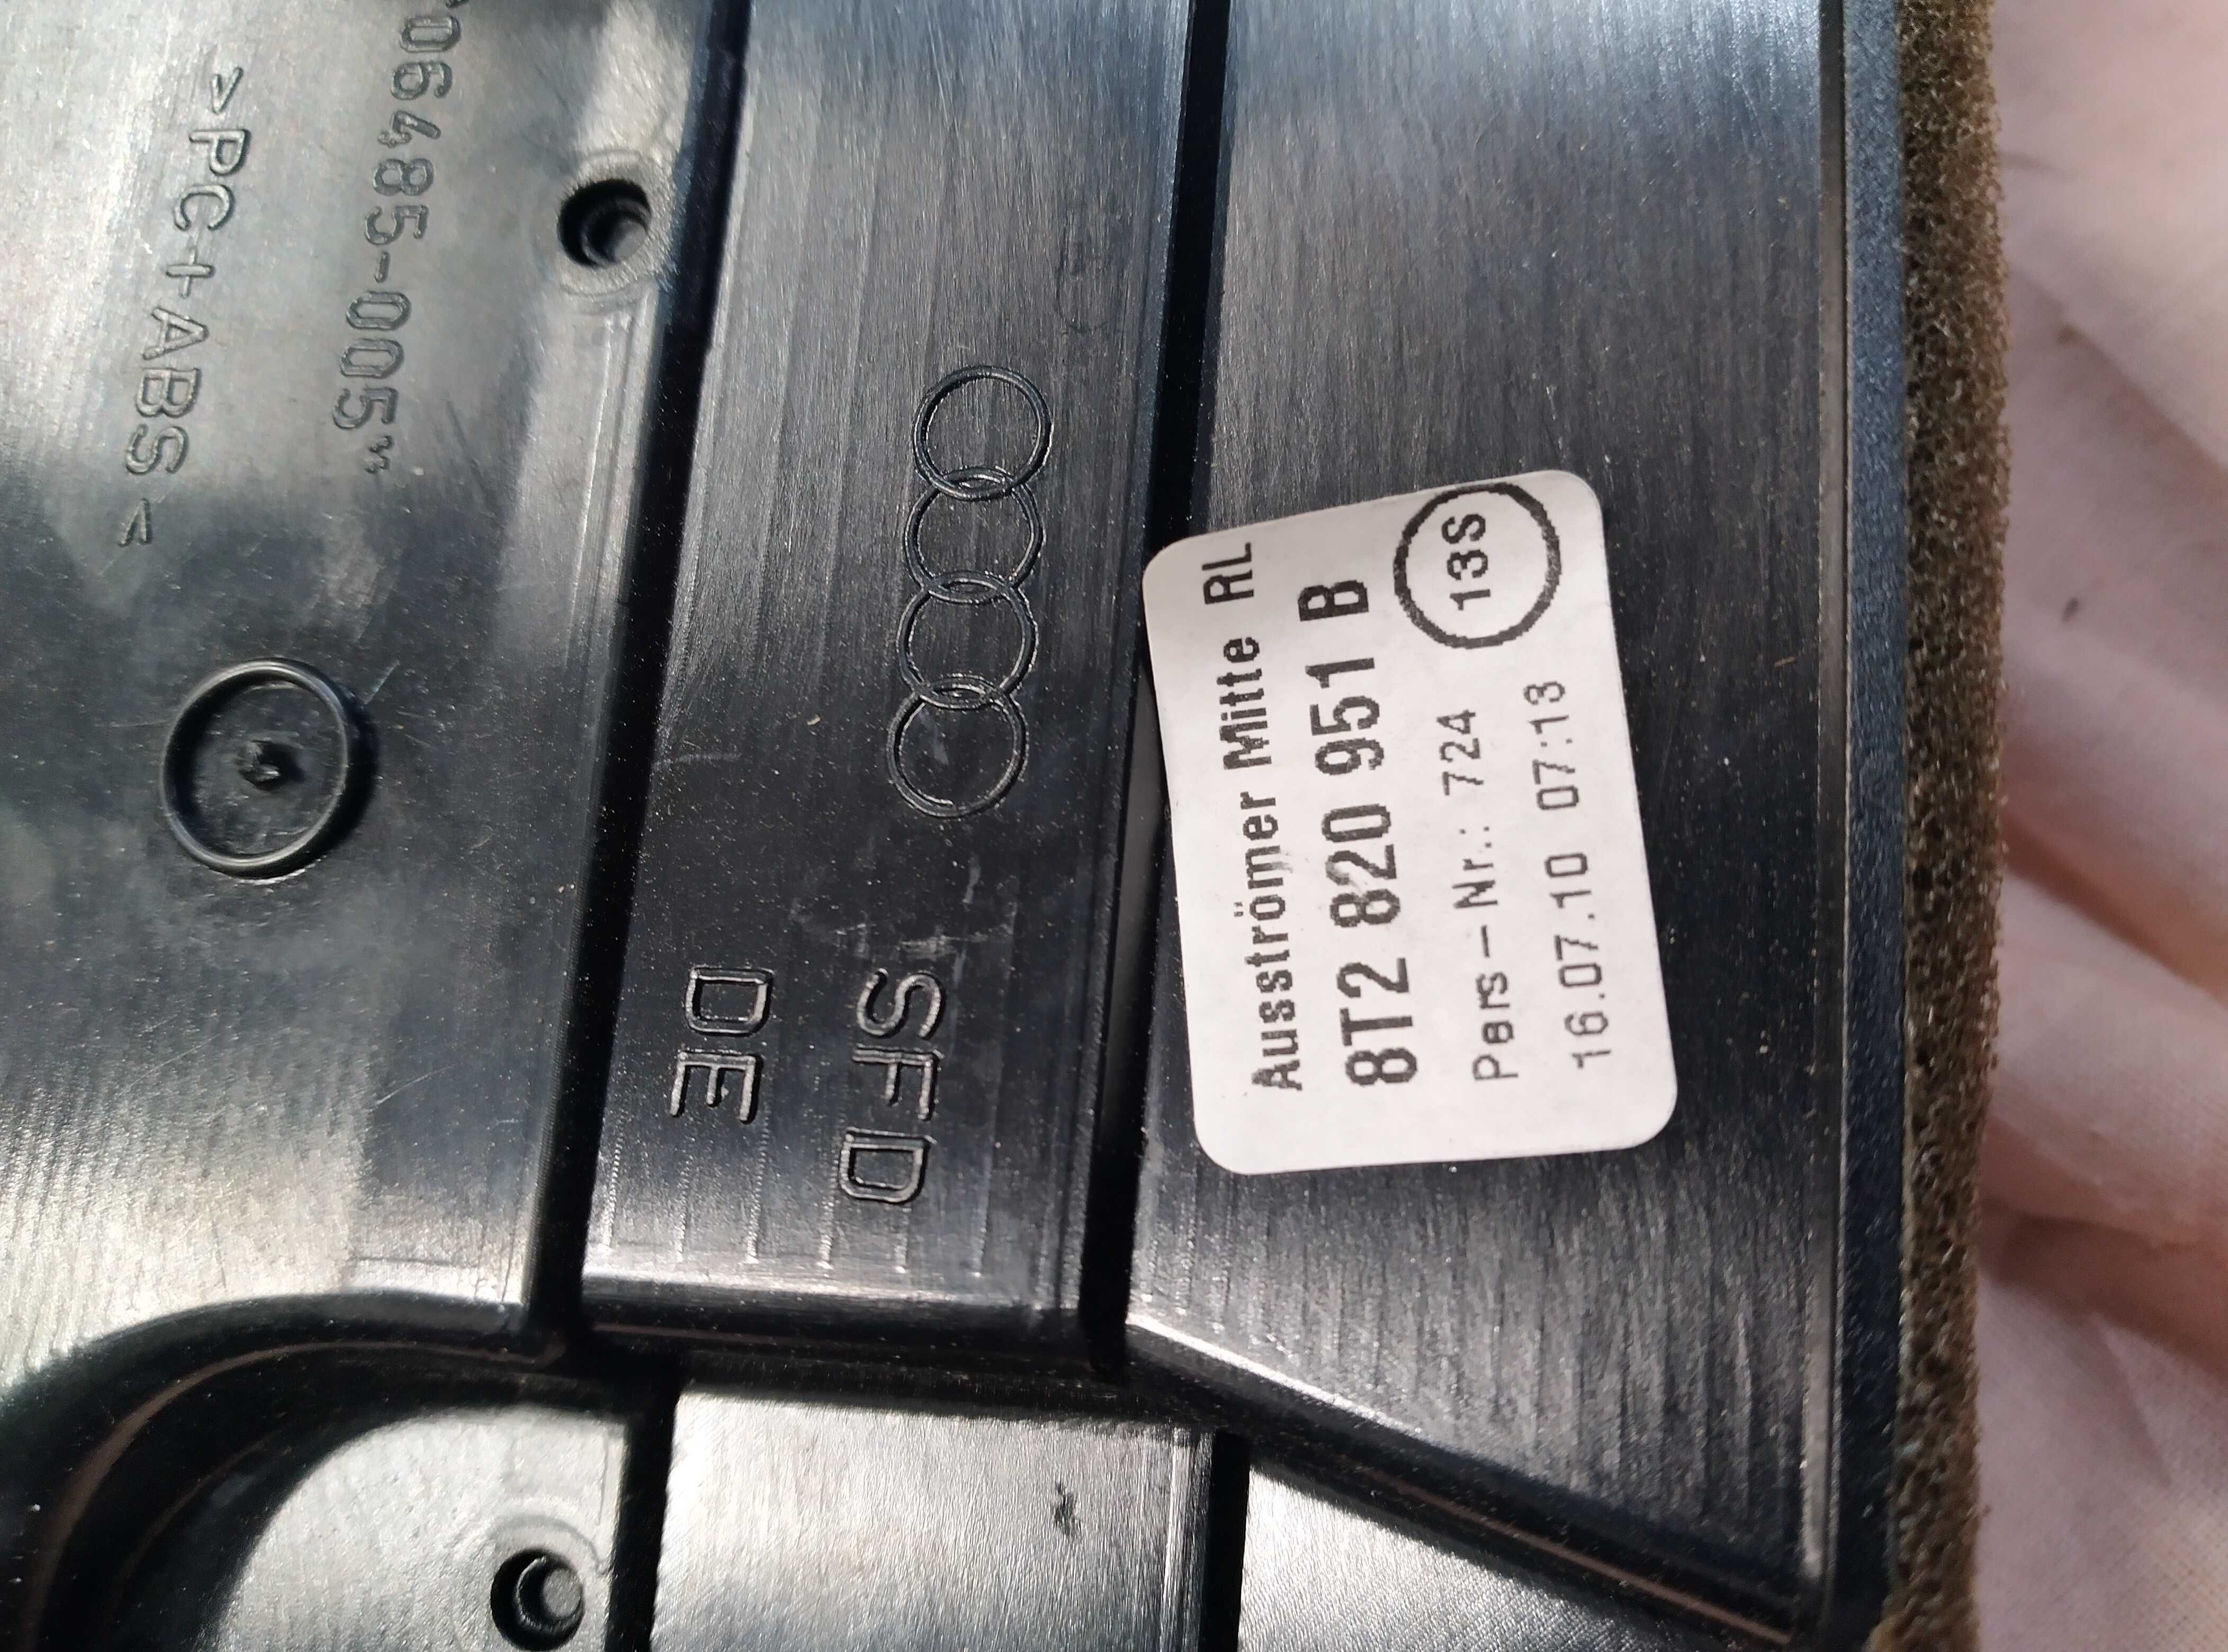 Ausströmer Mitte RL
8T2 820 951 B
Pers-Nr.: 724
13S
16.07.10 07:13
SFD
DE
06485-005"
>PC+ABS<